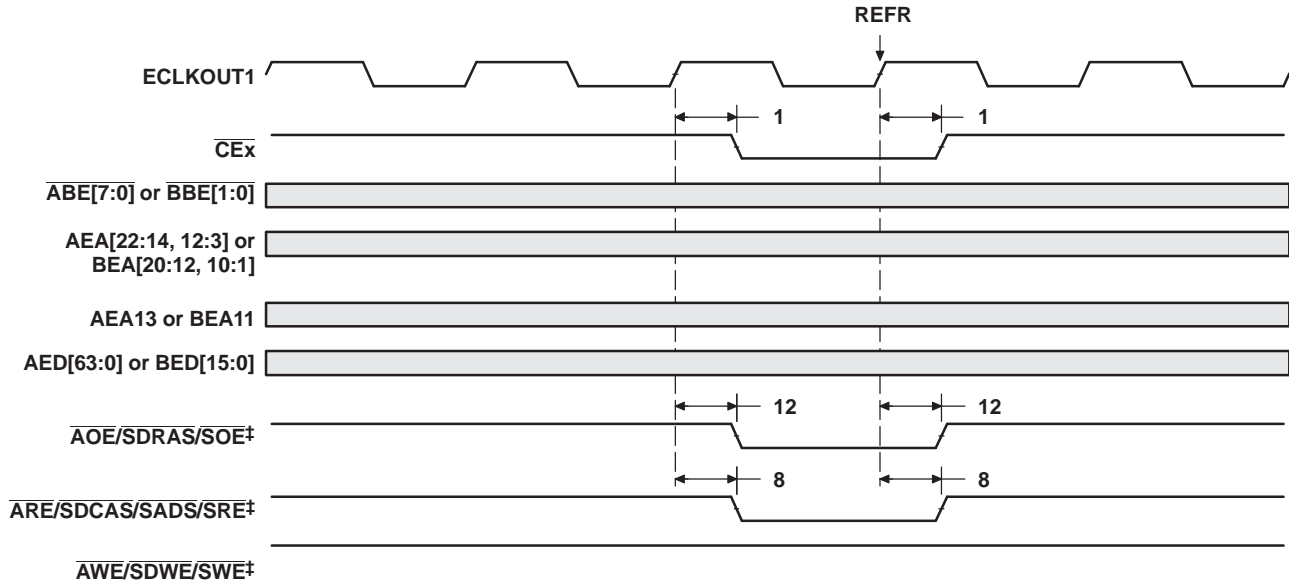 REFR
ECLKOUT1
1 1
CEx
ABE[7:0] or BBE[1:0]
AEA[22:14, 12:3] or
BEA[20:12, 10:1]
AEA13 or BEA11
AED[63:0] or BED[15:0]
12 12
AOE/SDRAS/SOE‡
8 8
ARE/SDCAS/SADS/SRE‡
AWE/SDWE/SWE‡